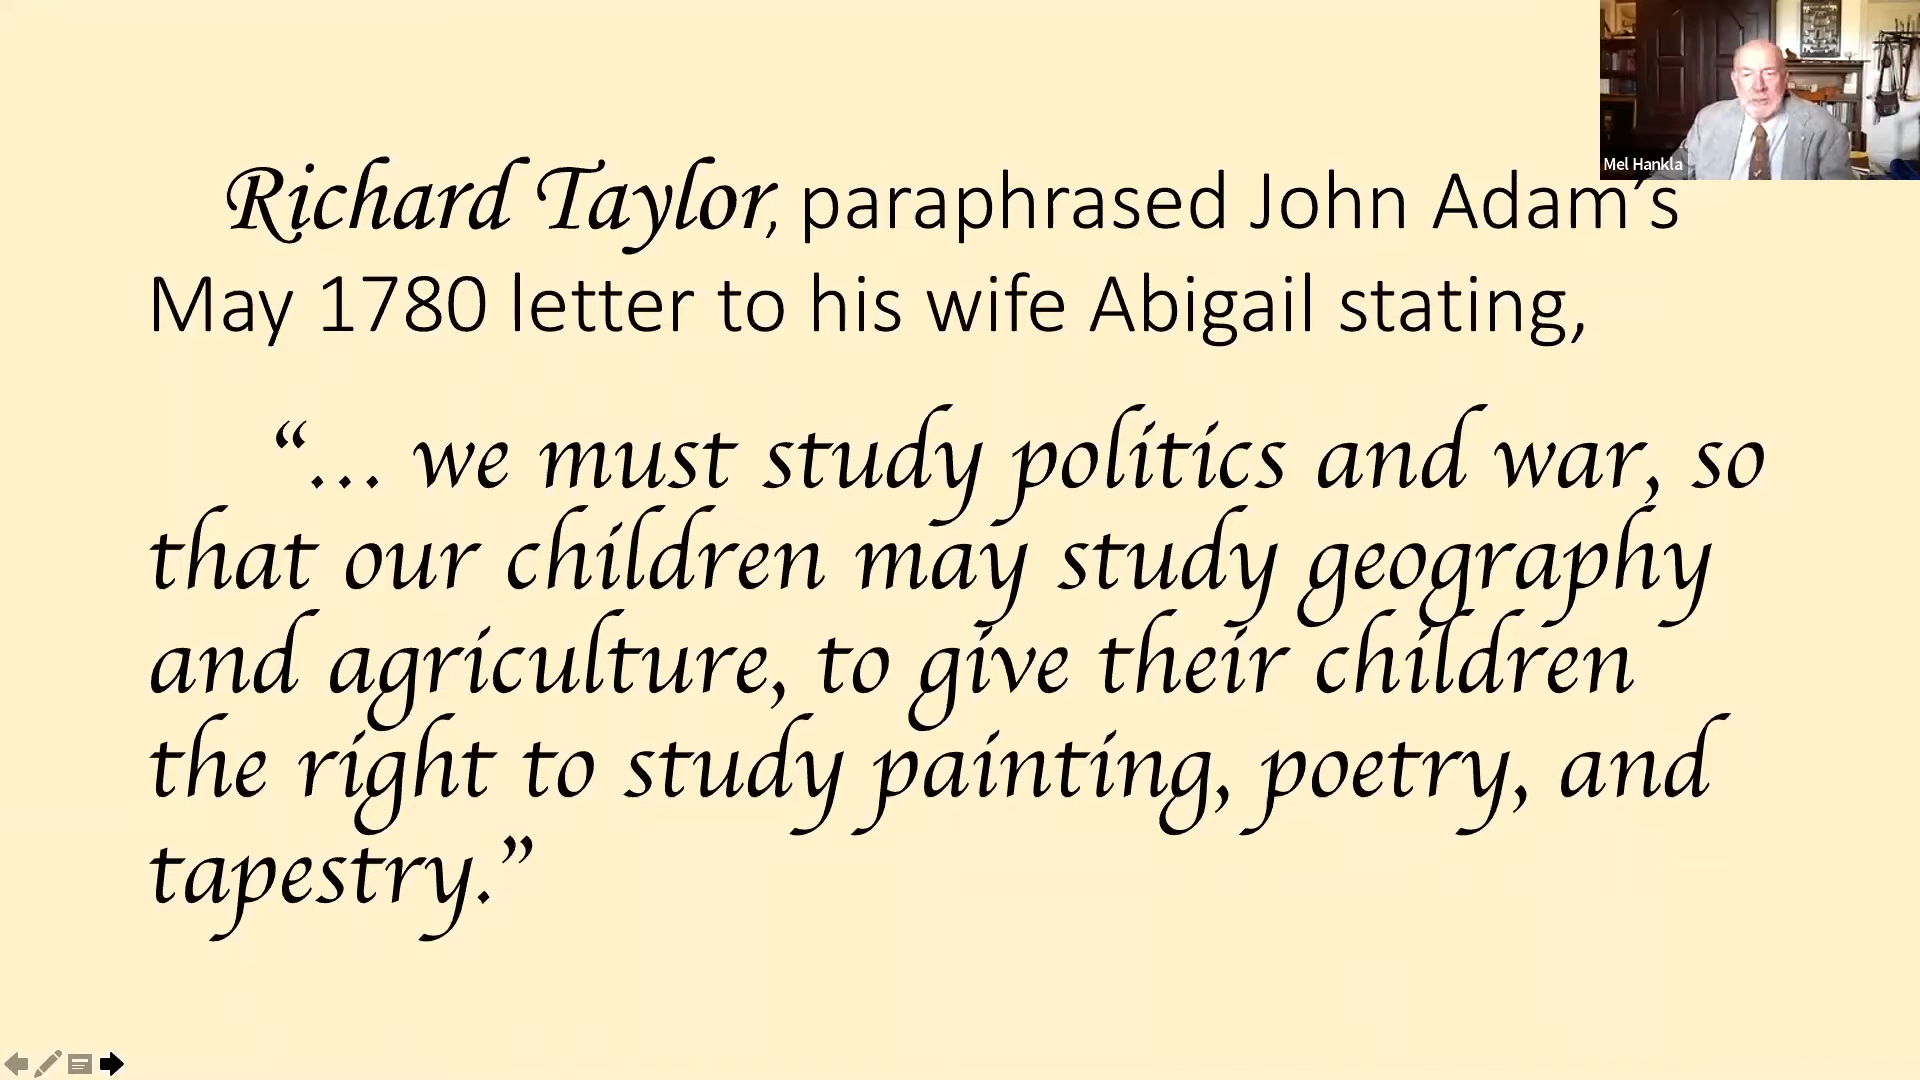 Mel Hankla
Richard Taylor, paraphrased John Adam's
May 1780 letter to his wife Abigail stating,
“… we must study politics and war, so
that our children may study geography
and agriculture, to give their children
the right to study painting, poetry, and
tapestry.”